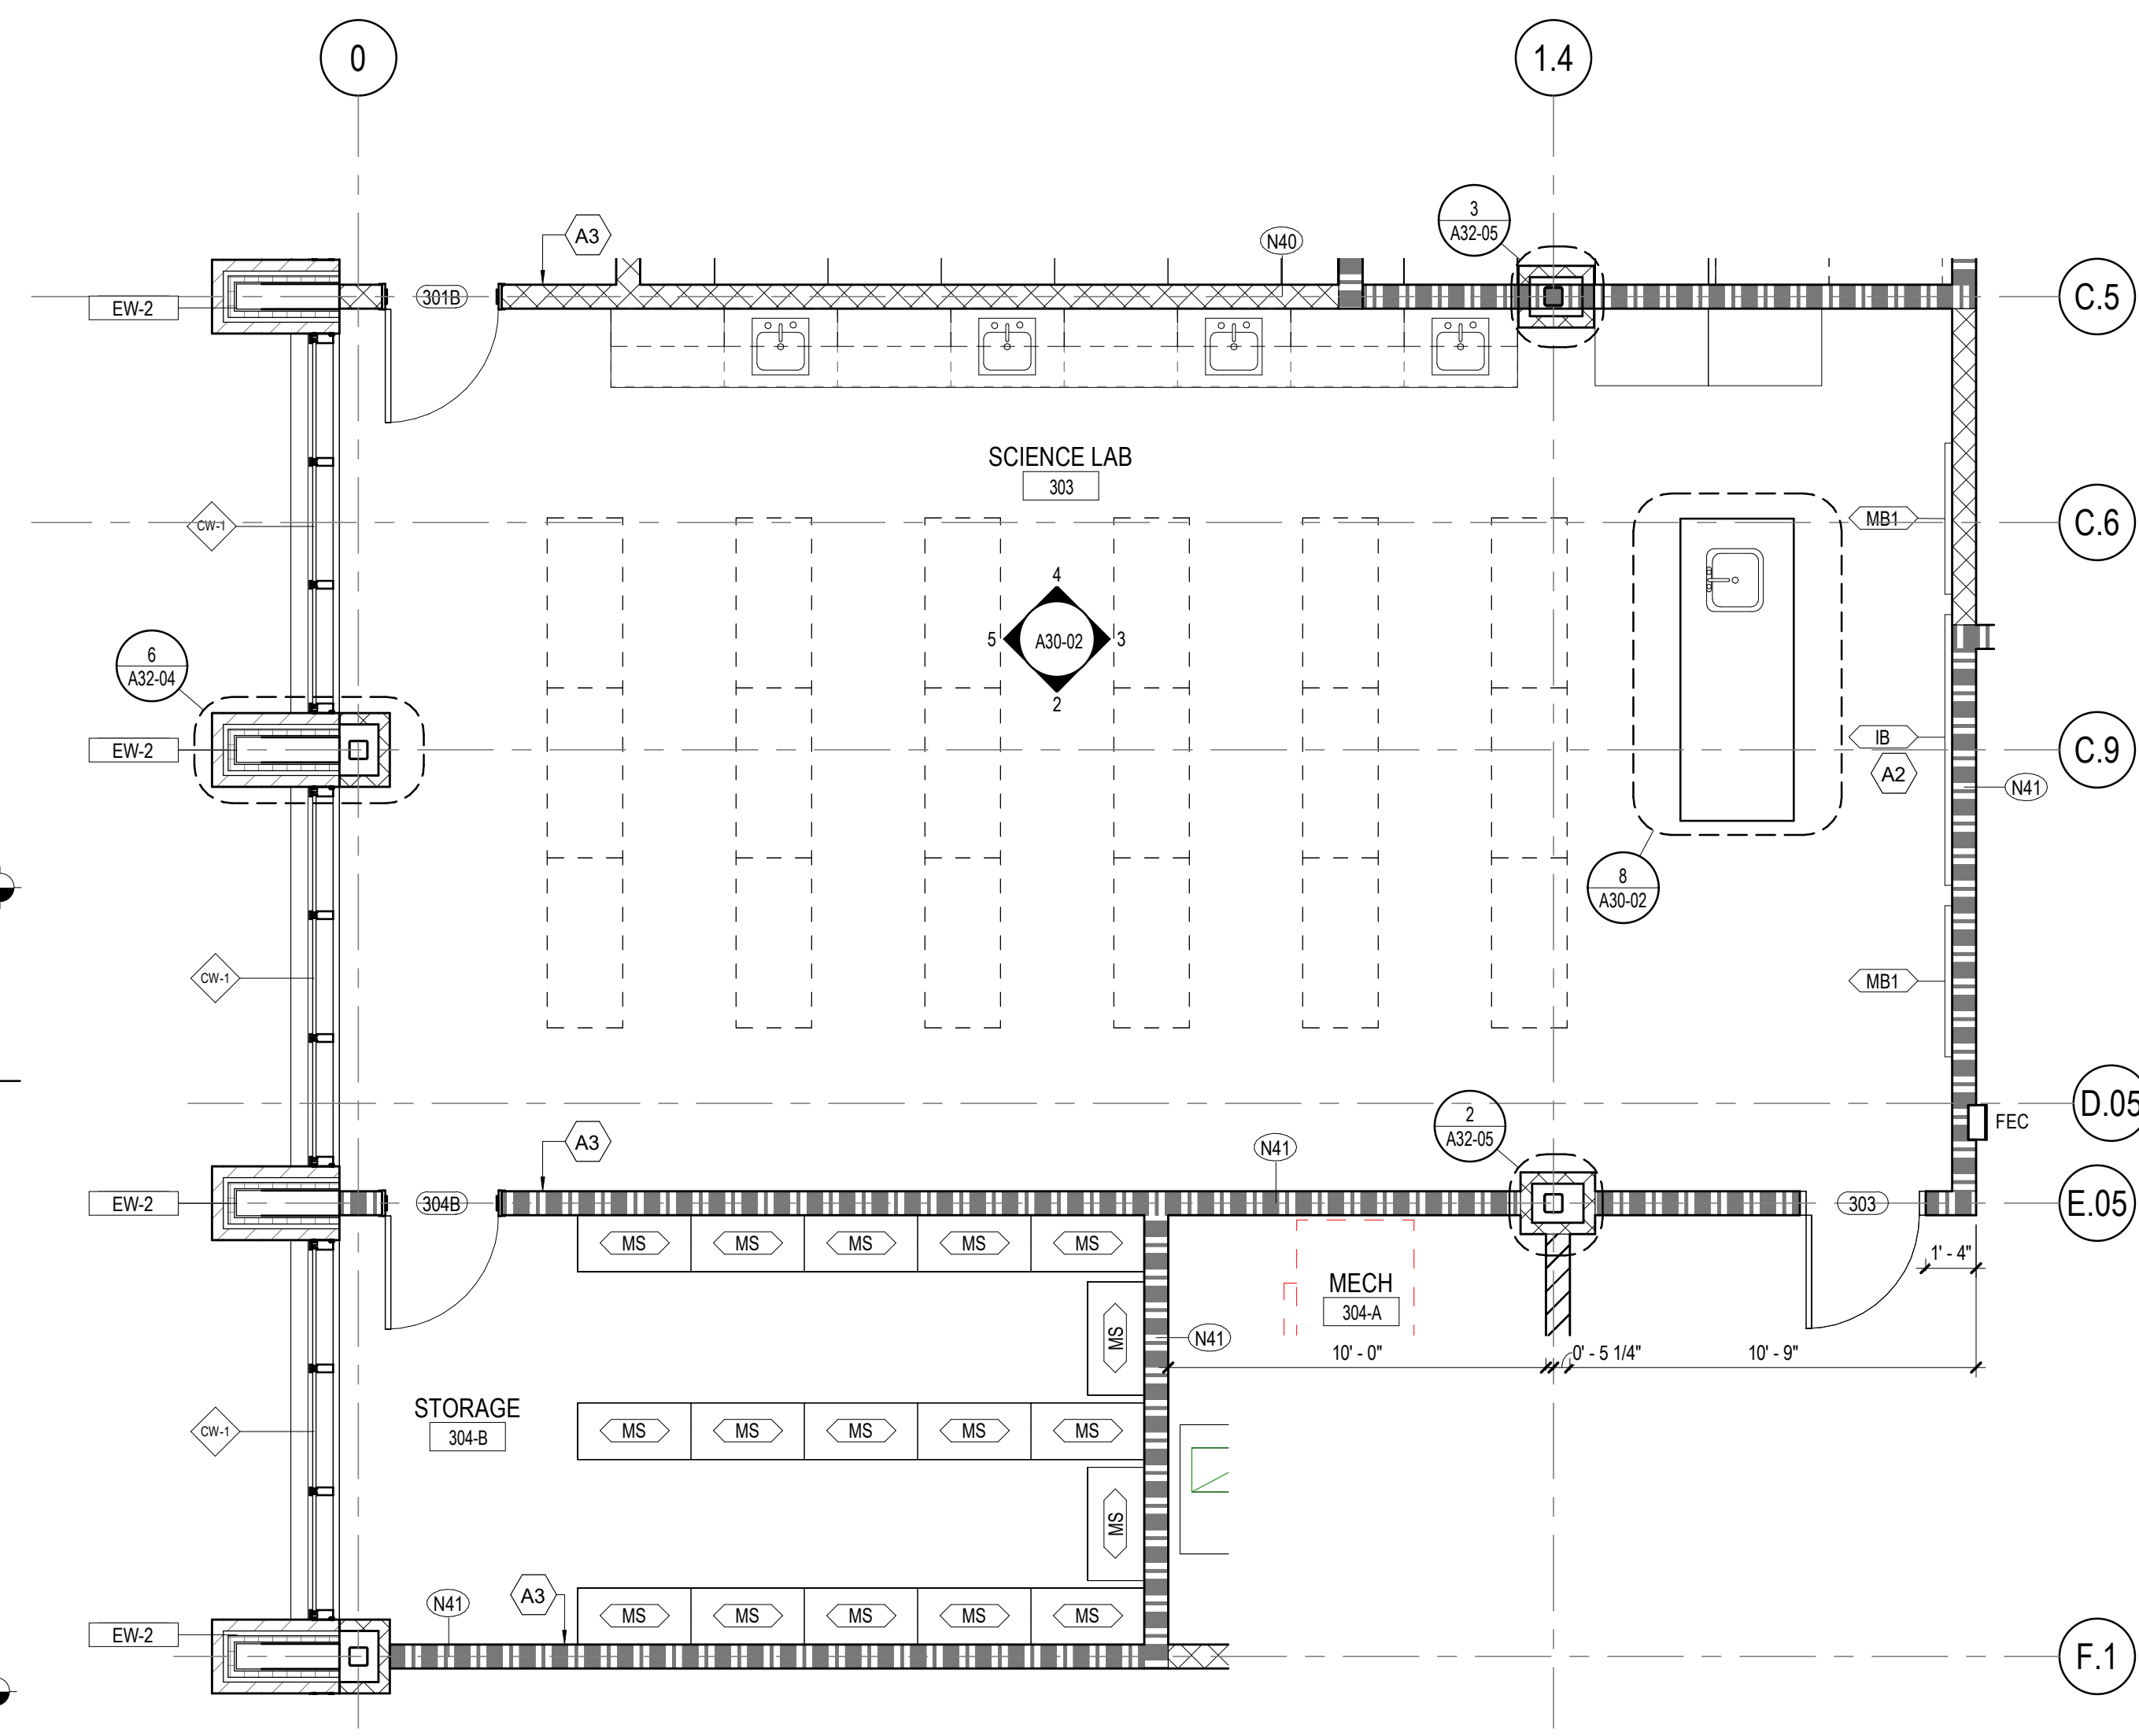 0
1.4
3
A32-05
A3
N40
EW-2
301B
C.5
SCIENCE LAB
303
CW-1
MB1
C.6
4
5
A30-02
3
2
6
A32-04
EW-2
IB
C.9
A2
N41
8
A30-02
CW-1
MB1
D.05
2
A32-05
FEC
A3
N41
EW-2
304B
303
E.05
MS
MS
MS
MS
MS
1' - 4"
MECH
304-A
MS
N41
10' - 0"
0' - 5 1/4"
10' - 9"
STORAGE
304-B
CW-1
MS
MS
MS
MS
MS
MS
A3
N41
MS
MS
MS
MS
MS
EW-2
F.1